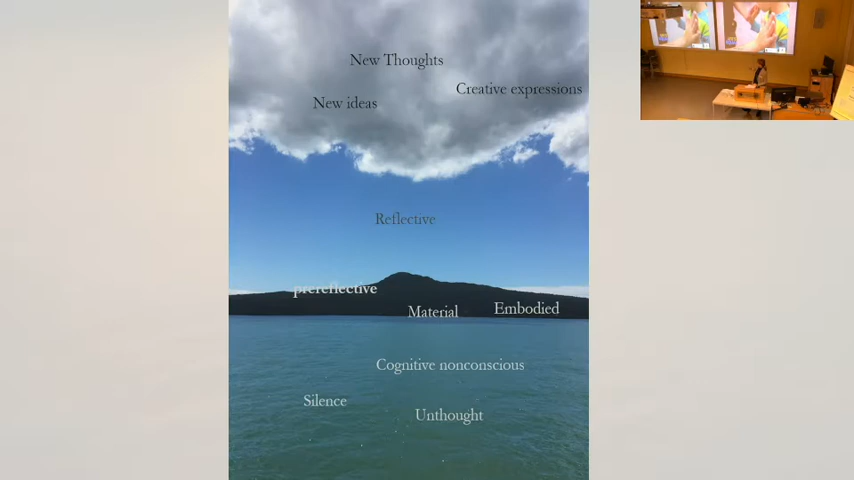 New Thoughts
Creative expressions
New ideas
Reflective
prereflective
Material
Embodied
Cognitive nonconscious
Silence
Unthought